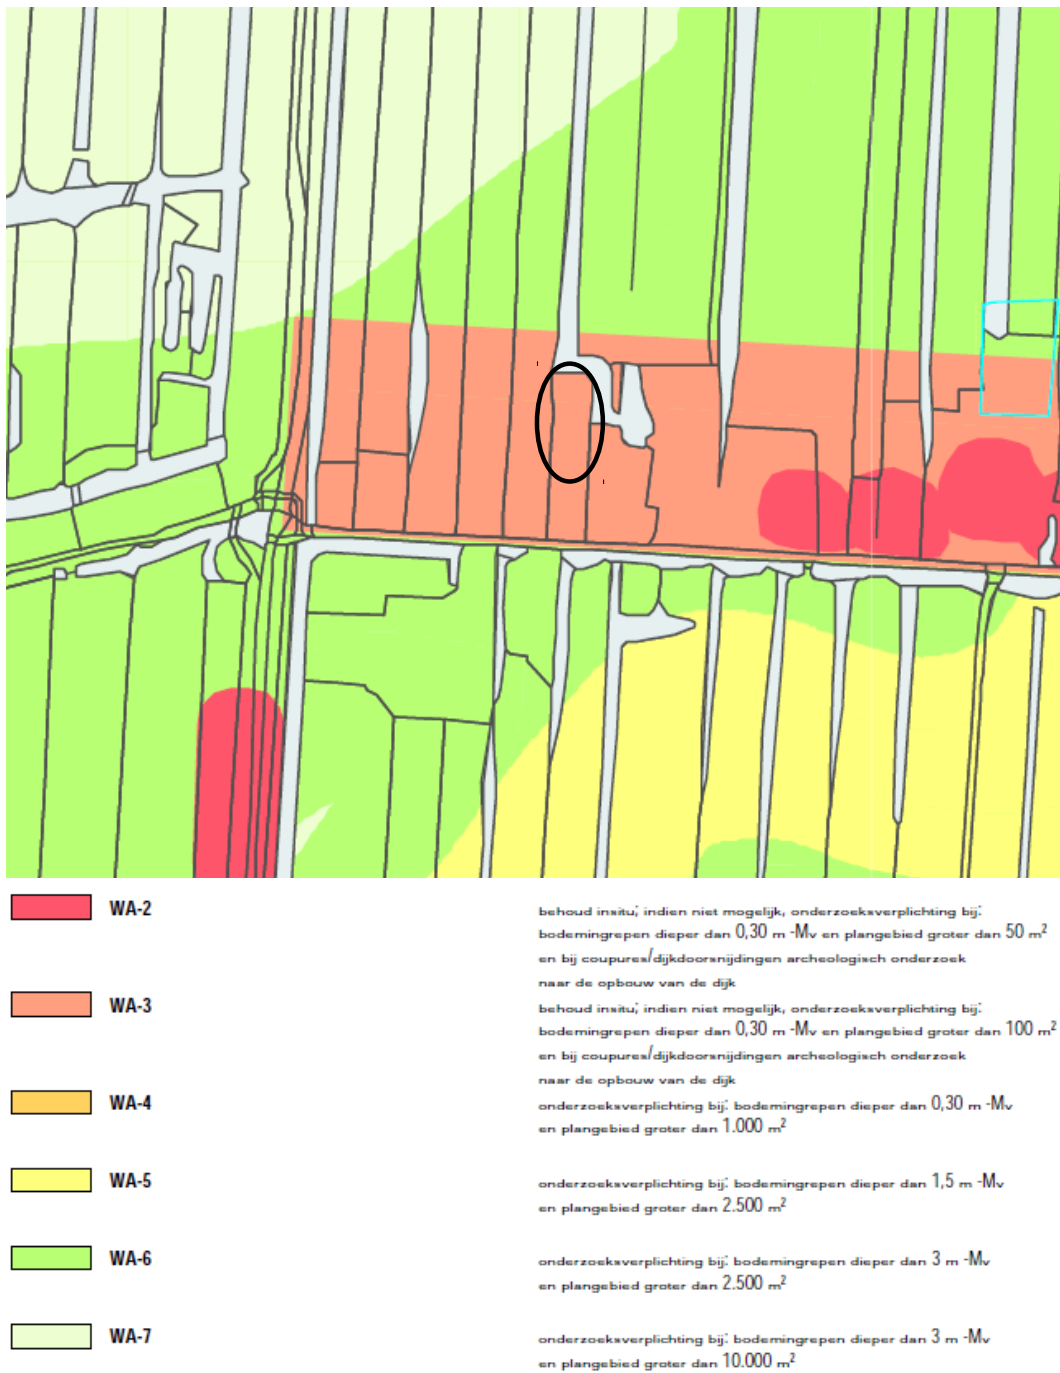 WA-2
behoud insitu; indien niet mogelijk, onderzoeksverplichting bij:
bodemingrepen dieper dan 0,30 m -Mv en plangebied groter dan 50 m²
en bij coupures/dijkdoorsnijdingen archeologisch onderzoek
naar de opbouw van de dijk
WA-3
behoud insitu; indien niet mogelijk, onderzoeksverplichting bij:
bodemingrepen dieper dan 0,30 m -Mv en plangebied groter dan 100 m²
en bij coupures/dijkdoorsnijdingen archeologisch onderzoek
naar de opbouw van de dijk
WA-4
onderzoeksverplichting bij: bodemingrepen dieper dan 0,30 m -Mv
en plangebied groter dan 1.000 m²
WA-5
onderzoeksverplichting bij: bodemingrepen dieper dan 1,5 m -Mv
en plangebied groter dan 2.500 m²
WA-6
onderzoeksverplichting bij: bodemingrepen dieper dan 3 m -Mv
en plangebied groter dan 2.500 m²
WA-7
onderzoeksverplichting bij: bodemingrepen dieper dan 3 m -Mv
en plangebied groter dan 10.000 m²